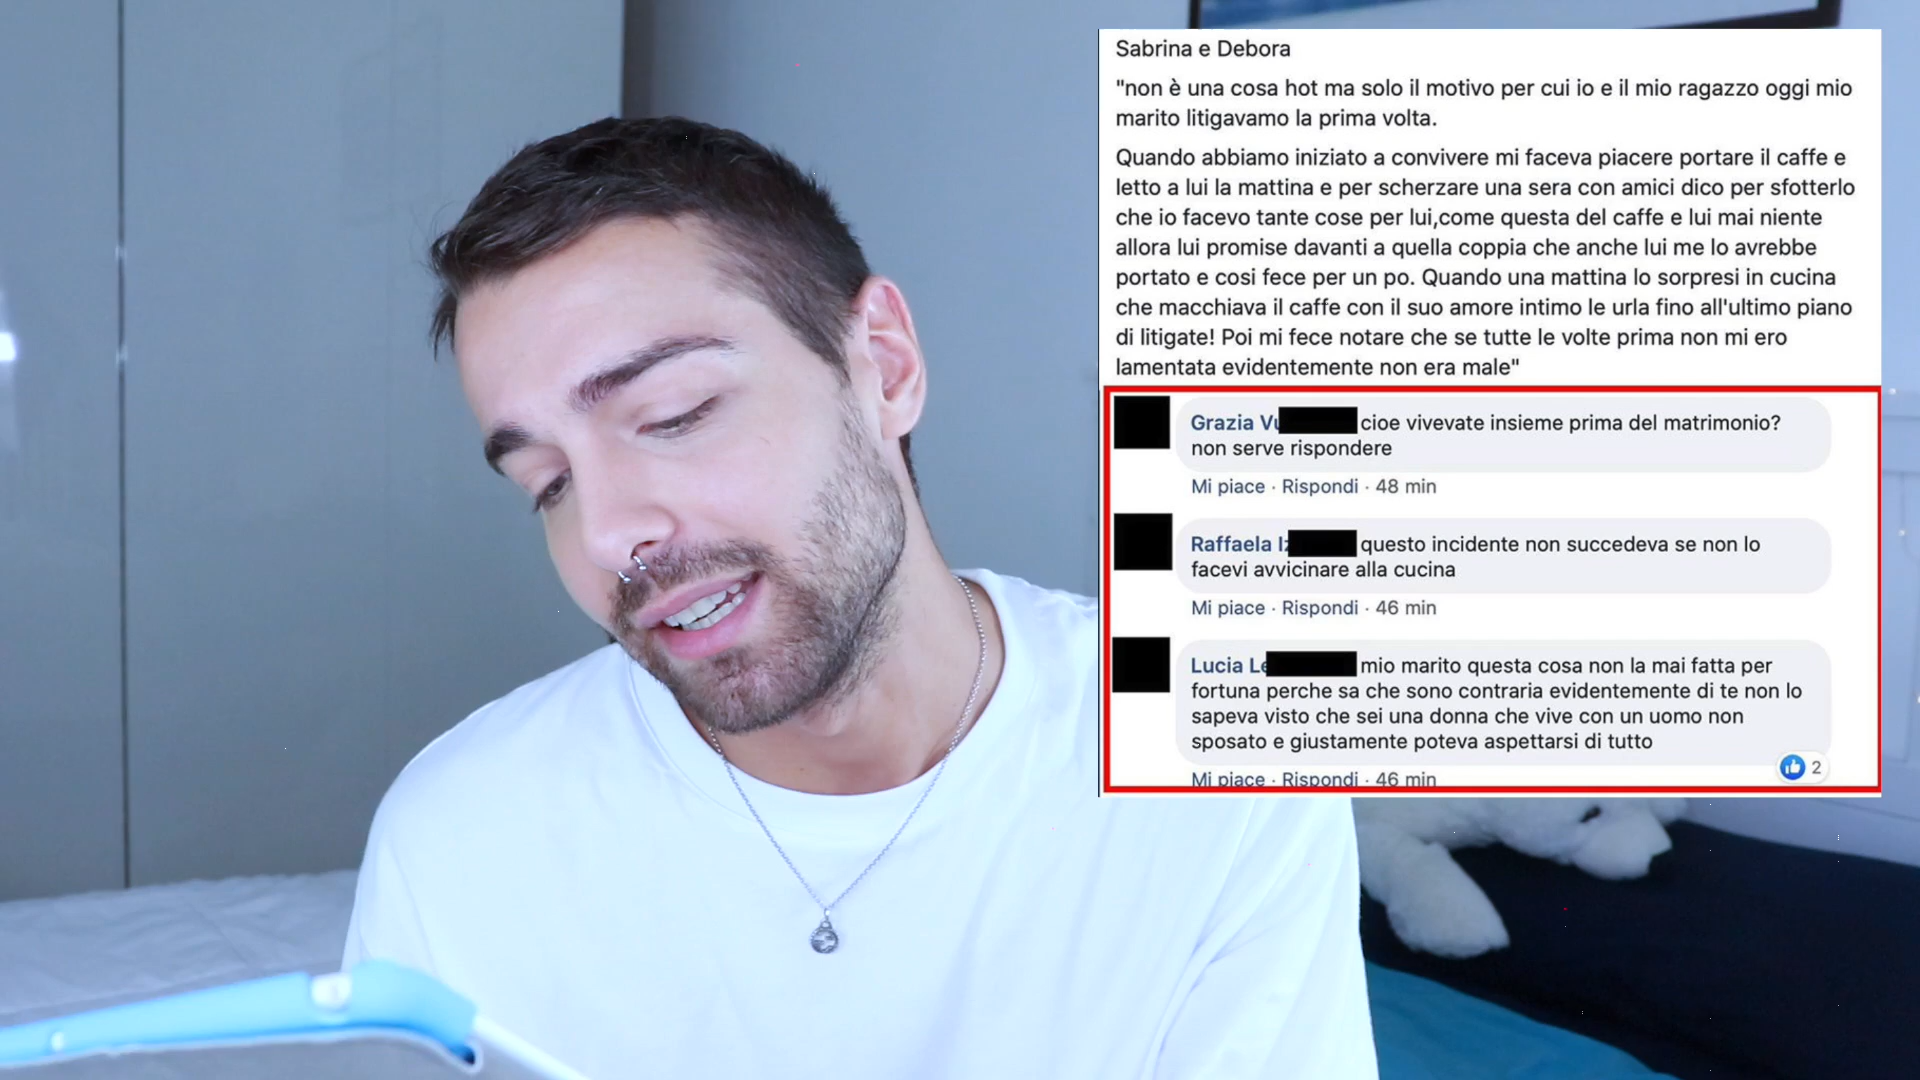 Sabrina e Debora
"non è una cosa hot ma solo il motivo per cui io e il mio ragazzo oggi mio
marito litigavamo la prima volta.
Quando abbiamo iniziato a convivere mi faceva piacere portare il caffe e
letto a lui la mattina e per scherzare una sera con amici dico per sfotterlo
che io facevo tante cose per lui,come questa del caffe e lui mai niente
allora lui promise davanti a quella coppia che anche lui me lo avrebbe
portato e cosi fece per un po. Quando una mattina lo sorpresi in cucina
che macchiava il caffe con il suo amore intimo le urla fino all'ultimo piano
di litigate! Poi mi fece notare che se tutte le volte prima non mi ero
lamentata evidentemente non era male"
Grazia Vu cioe vivevate insieme prima del matrimonio?
non serve rispondere
Mi piace · Rispondi · 48 min
Raffaela Iz questo incidente non succedeva se non lo
facevi avvicinare alla cucina
Mi piace · Rispondi · 46 min
Lucia Le mio marito questa cosa non la mai fatta per
fortuna perche sa che sono contraria evidentemente di te non lo
sapeva visto che sei una donna che vive con un uomo non
sposato e giustamente poteva aspettarsi di tutto
2
Mi piace · Rispondi · 46 min